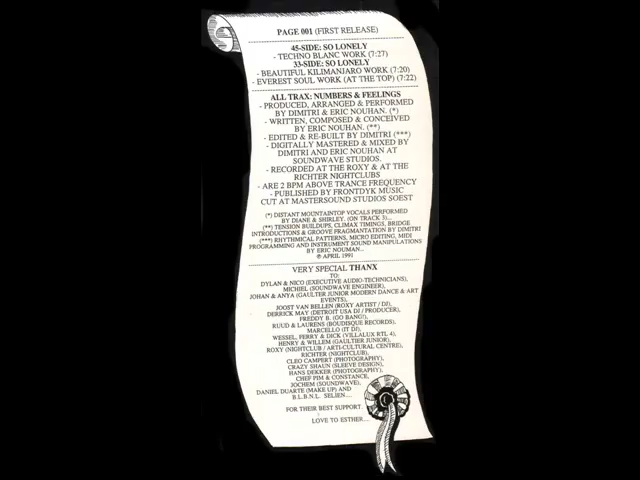 PAGE 001 (FIRST RELEASE)
45-SIDE: SO LONELY
- TECHNO BLANC WORK (7:27)
33-SIDE: SO LONELY
- BEAUTIFUL KILIMANJARO WORK (7:20)
- EVEREST SOUL WORK (AT THE TOP) (7:22)
ALL TRAX: NUMBERS & FEELINGS
- PRODUCED, ARRANGED & PERFORMED
BY DIMITRI & ERIC NOUHAN. (*)
- WRITTEN, COMPOSED & CONCEIVED
BY ERIC NOUHAN. (**)
- EDITED & RE-BUILT BY DIMITRI (***)
- DIGITALLY MASTERED & MIXED BY
DIMITRI AND ERIC NOUHAN AT
SOUNDWAVE STUDIOS.
- RECORDED AT THE ROXY & AT THE
RICHTER NIGHTCLUBS
- ARE 2 BPM ABOVE TRANCE FREQUENCY
- PUBLISHED BY FRONTDYK MUSIC
CUT AT MASTERSOUND STUDIOS SOEST
(*) DISTANT MOUNTAINTOP VOCALS PERFORMED
BY DIANE & SHIRLEY. (ON TRACK 3)...
(**) TENSION BUILDUPS, CLIMAX TIMINGS, BRIDGE
INTRODUCTIONS & GROOVE FRAGMANTATION BY DIMITRI
(***) RHYTHMICAL PATTERNS, MICRO EDITING, MIDI
PROGRAMMING AND INSTRUMENT SOUND MANIPULATIONS
BY ERIC NOUMAN...
℗ APRIL 1991
VERY SPECIAL THANX
TO:
DYLAN & NICO (EXECUTIVE AUDIO-TECHNICIANS),
MICHIEL (SOUNDWAVE ENGINEER),
JOHAN & ANYA (GAULTER JUNIOR MODERN DANCE & ART
EVENTS),
JOOST VAN BELLEN (ROXY ARTIST / DJ),
DERRICK MAY (DETROIT USA DJ / PRODUCER),
FREDDY B. (GO BANG!),
RUUD & LAURENS (BOUDISQUE RECORDS),
MARCELLO (IT DJ),
WESSEL, FERRY & DICK (VILLALUX RTL 4),
HENRY & WILLEM (GAULTIER JUNIOR),
ROXY (NIGHTCLUB / ARTI-CULTURAL CENTRE),
RICHTER (NIGHTCLUB),
CLEO CAMPERT (PHOTOGRAPHY),
CRAZY SHAUN (SLEEVE DESIGN),
HANS DEKKER (PHOTOGRAPHY),
CHEF PIM & CONSTANCE,
JOCHEM (SOUNDWAVE),
DANIEL DUARTE (MAKE UP) AND
B.L.B.N.L. SELIEN....
FOR THEIR BEST SUPPORT.
LOVE TO ESTHER...